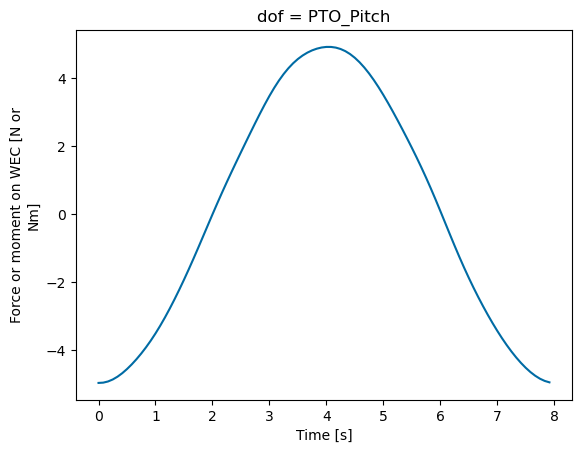 dof = PTO_Pitch
Force or moment on WEC [N or
Nm]
4
2
0
−2
−4
0 1 2 3 4 5 6 7 8
Time [s]